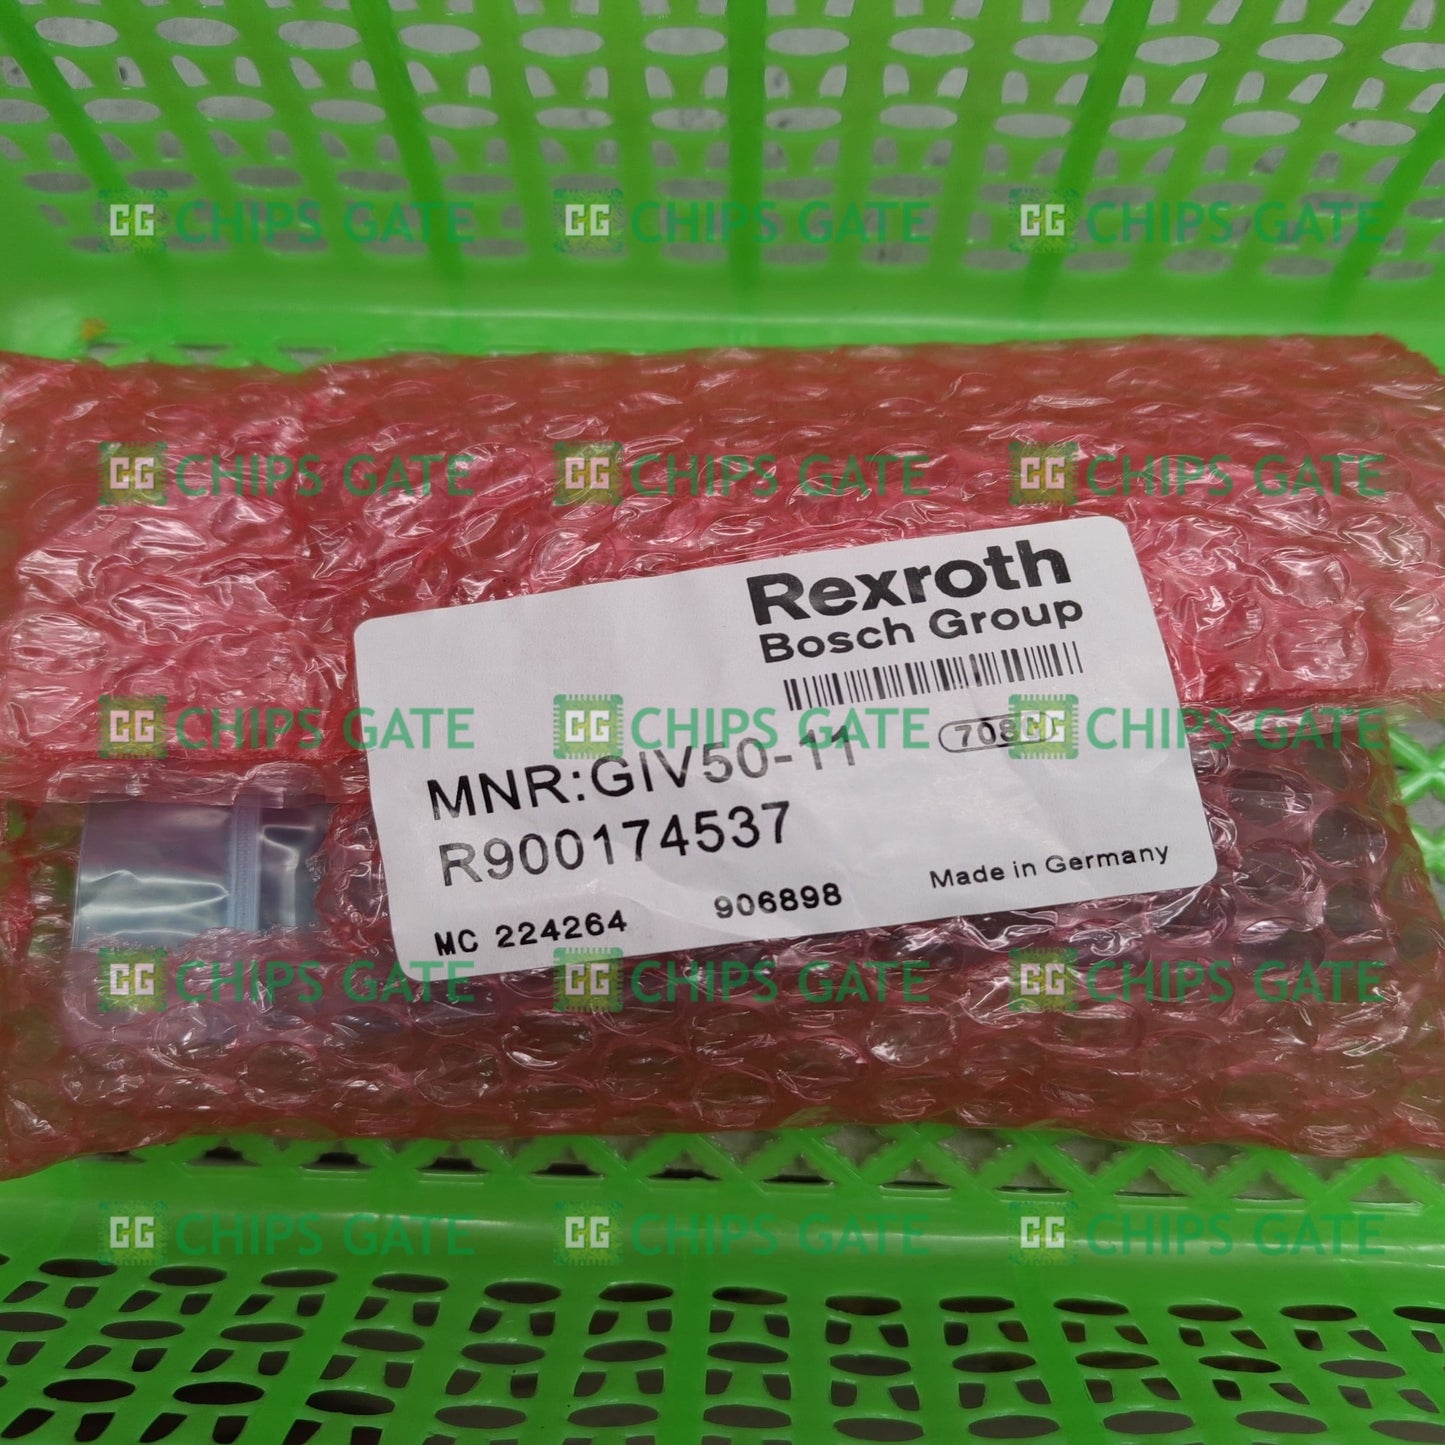 CG CHIPS GATE CG CHIPS GATE CG CHIPS GATE
CG CHIPS GATE CG CHIPS GATE CG CHIPS GATE
Rexroth
Bosch Group
CG CHIPS GATE CG CHIPS GATE CG CHIPS GATE
MNR:GIV50-11
R900174537
Made in Germany
MC 224264 906898
CG CHIPS GATE CG CHIPS GATE CG CHIPS GATE
CG CHIPS GATE CG CHIPS GATE CG CHIPS GATE